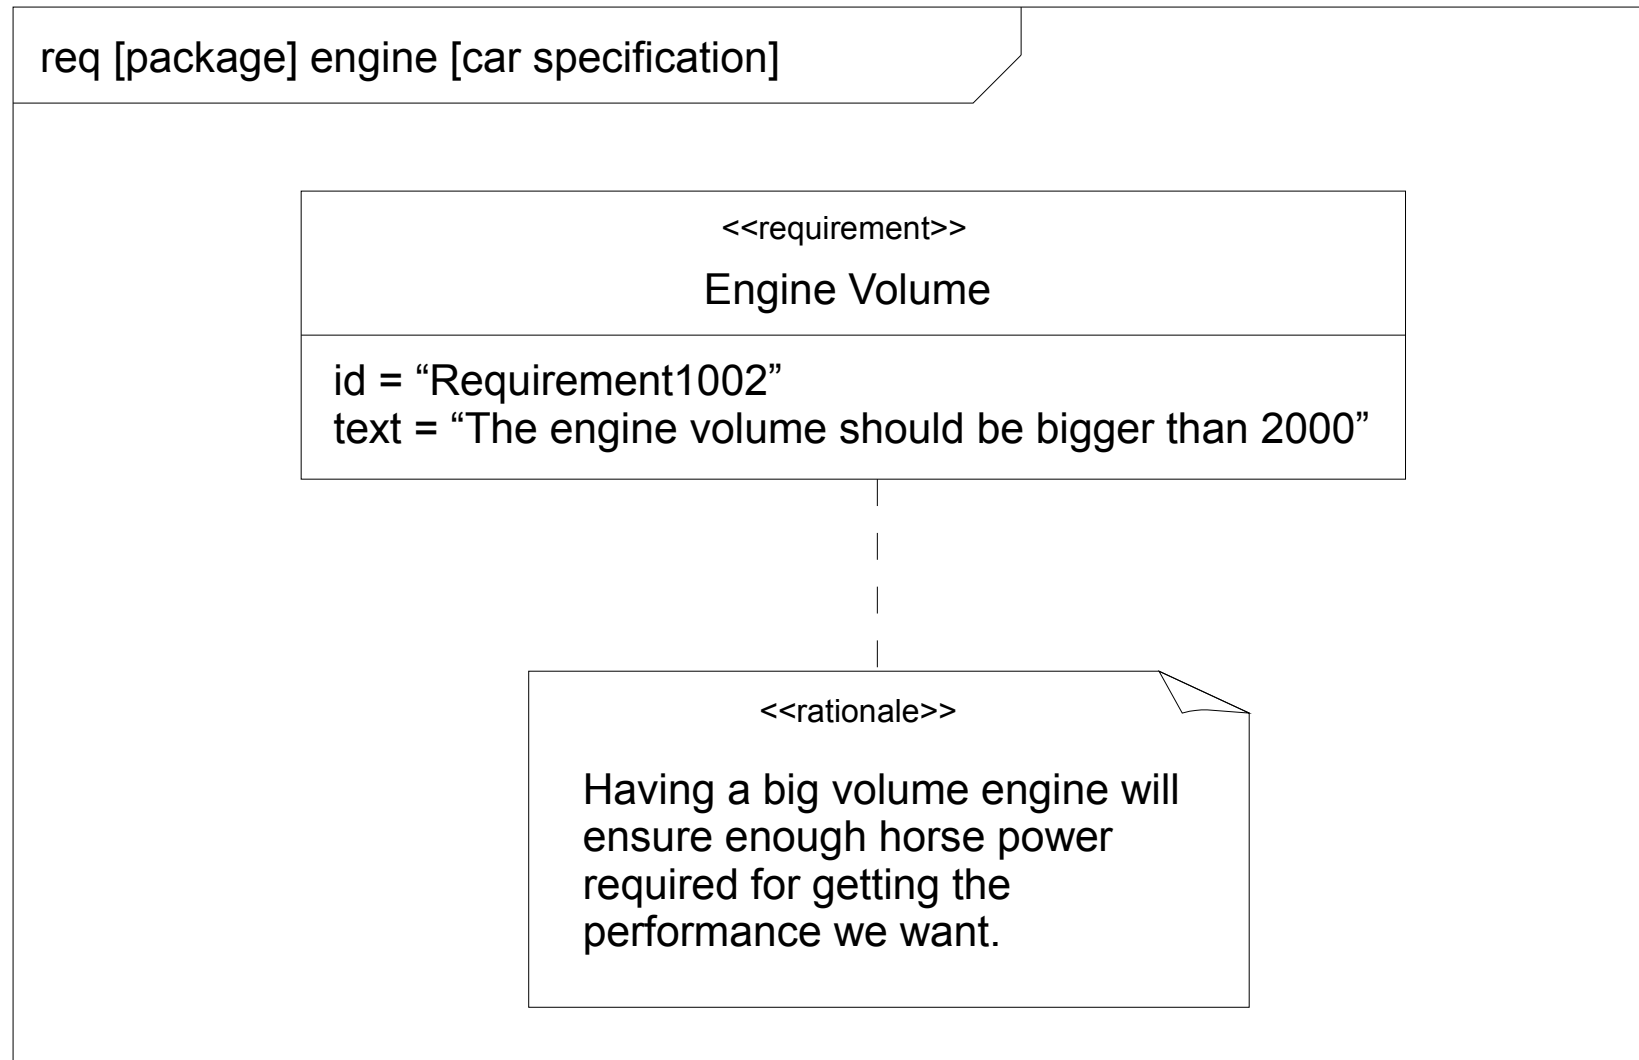 req [package] engine [car specification]
<<requirement>>
Engine Volume
id = “Requirement1002”
text = “The engine volume should be bigger than 2000”
<<rationale>>
Having a big volume engine will
ensure enough horse power
required for getting the
performance we want.